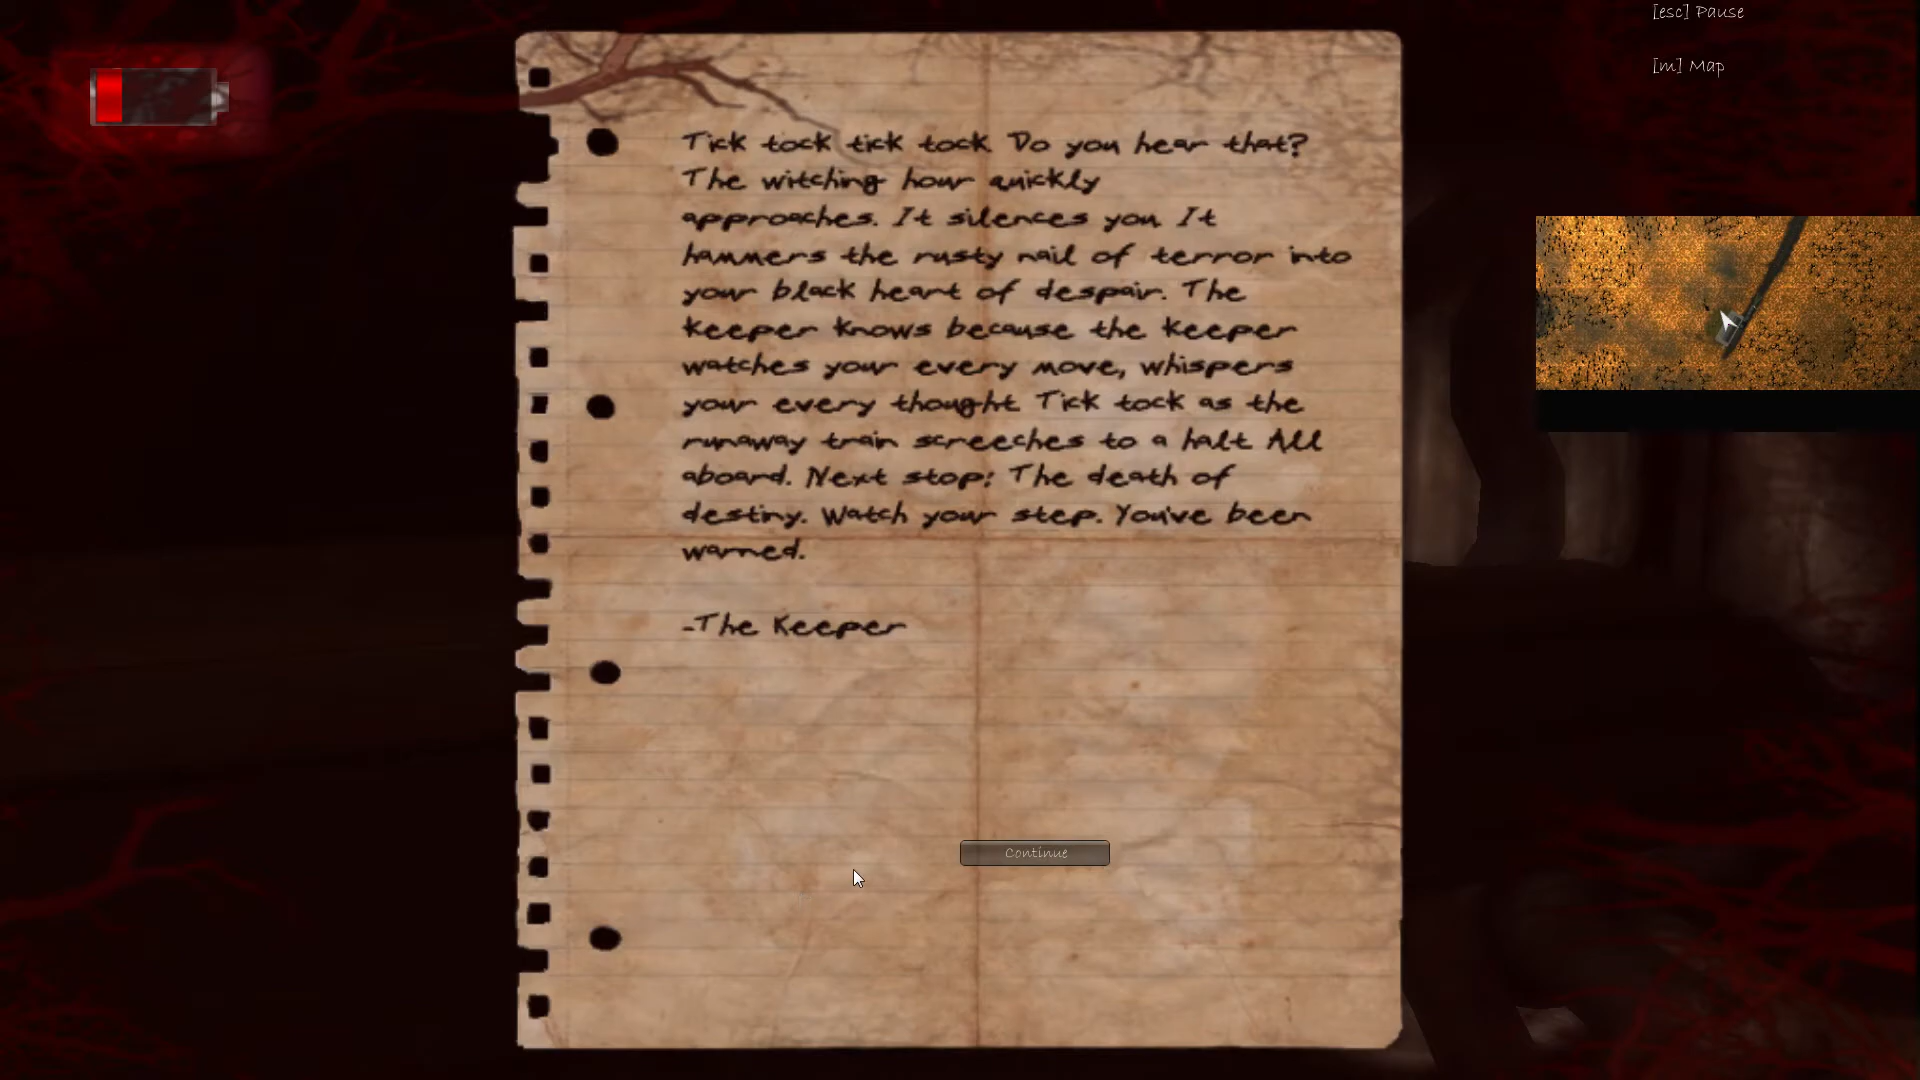 [esc] Pause
[m] Map
Tick tock tick tock. Do you hear that?
The witching hour quickly
approaches. It silences you. It
hammers the rusty nail of terror into
your black heart of despair. The
Keeper knows because the Keeper
watches your every move, whispers
your every thought. Tick tock as the
runaway train screeches to a halt. All
aboard. Next stop: The death of
destiny. Watch your step. You've been
warned.
-The Keeper
Continue